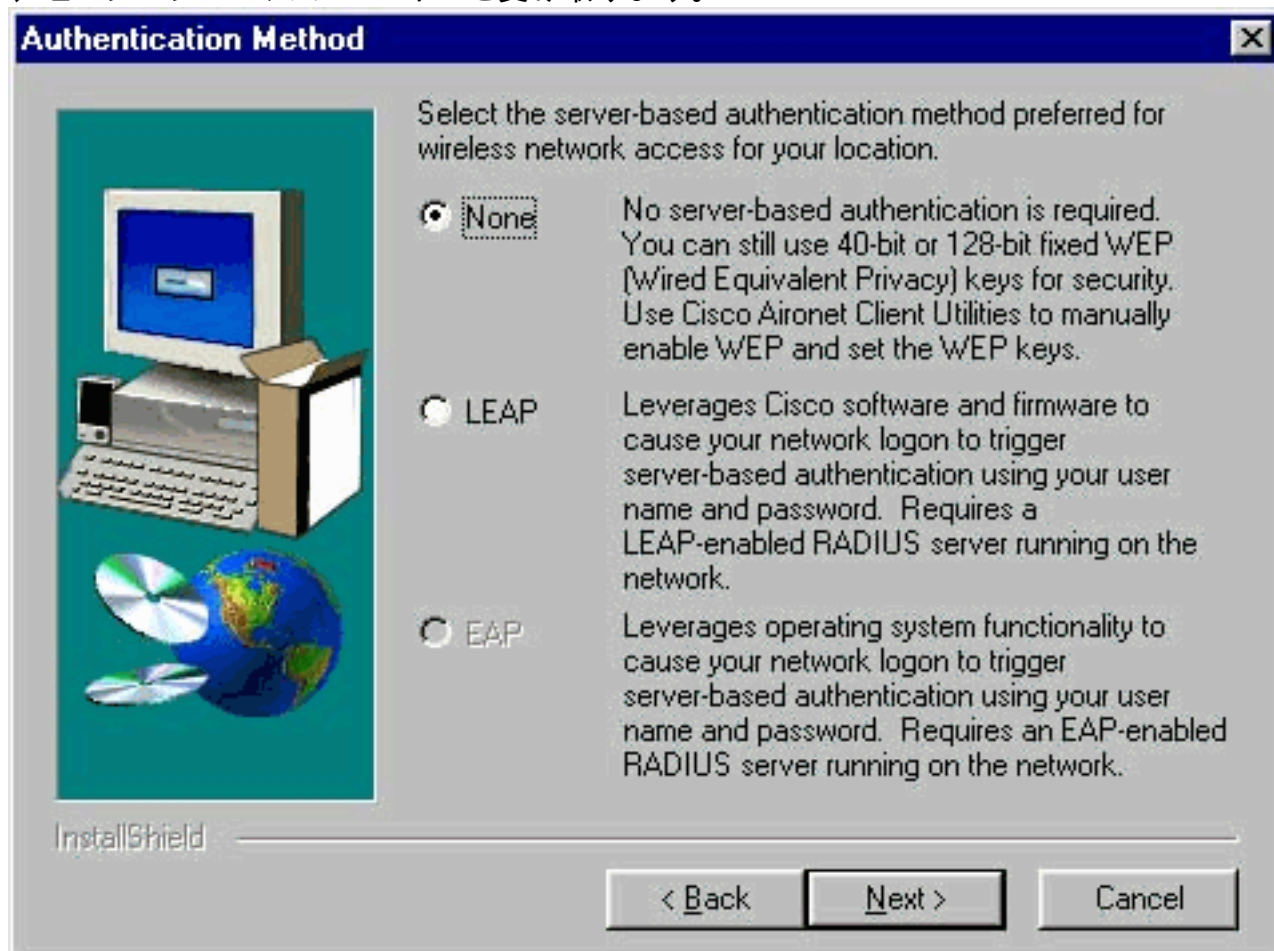 Authentication Method
Select the server-based authentication method preferred for
wireless network access for your location.
None
No server-based authentication is required.
You can still use 40-bit or 128-bit fixed WEP
(Wired Equivalent Privacy) keys for security.
Use Cisco Aironet Client Utilities to manually
enable WEP and set the WEP keys.
LEAP
Leverages Cisco software and firmware to
cause your network logon to trigger
server-based authentication using your user
name and password. Requires a
LEAP-enabled RADIUS server running on the
network.
EAP
Leverages operating system functionality to
cause your network logon to trigger
server-based authentication using your user
name and password. Requires an EAP-enabled
RADIUS server running on the network.
InstallShield
< Back
Next >
Cancel